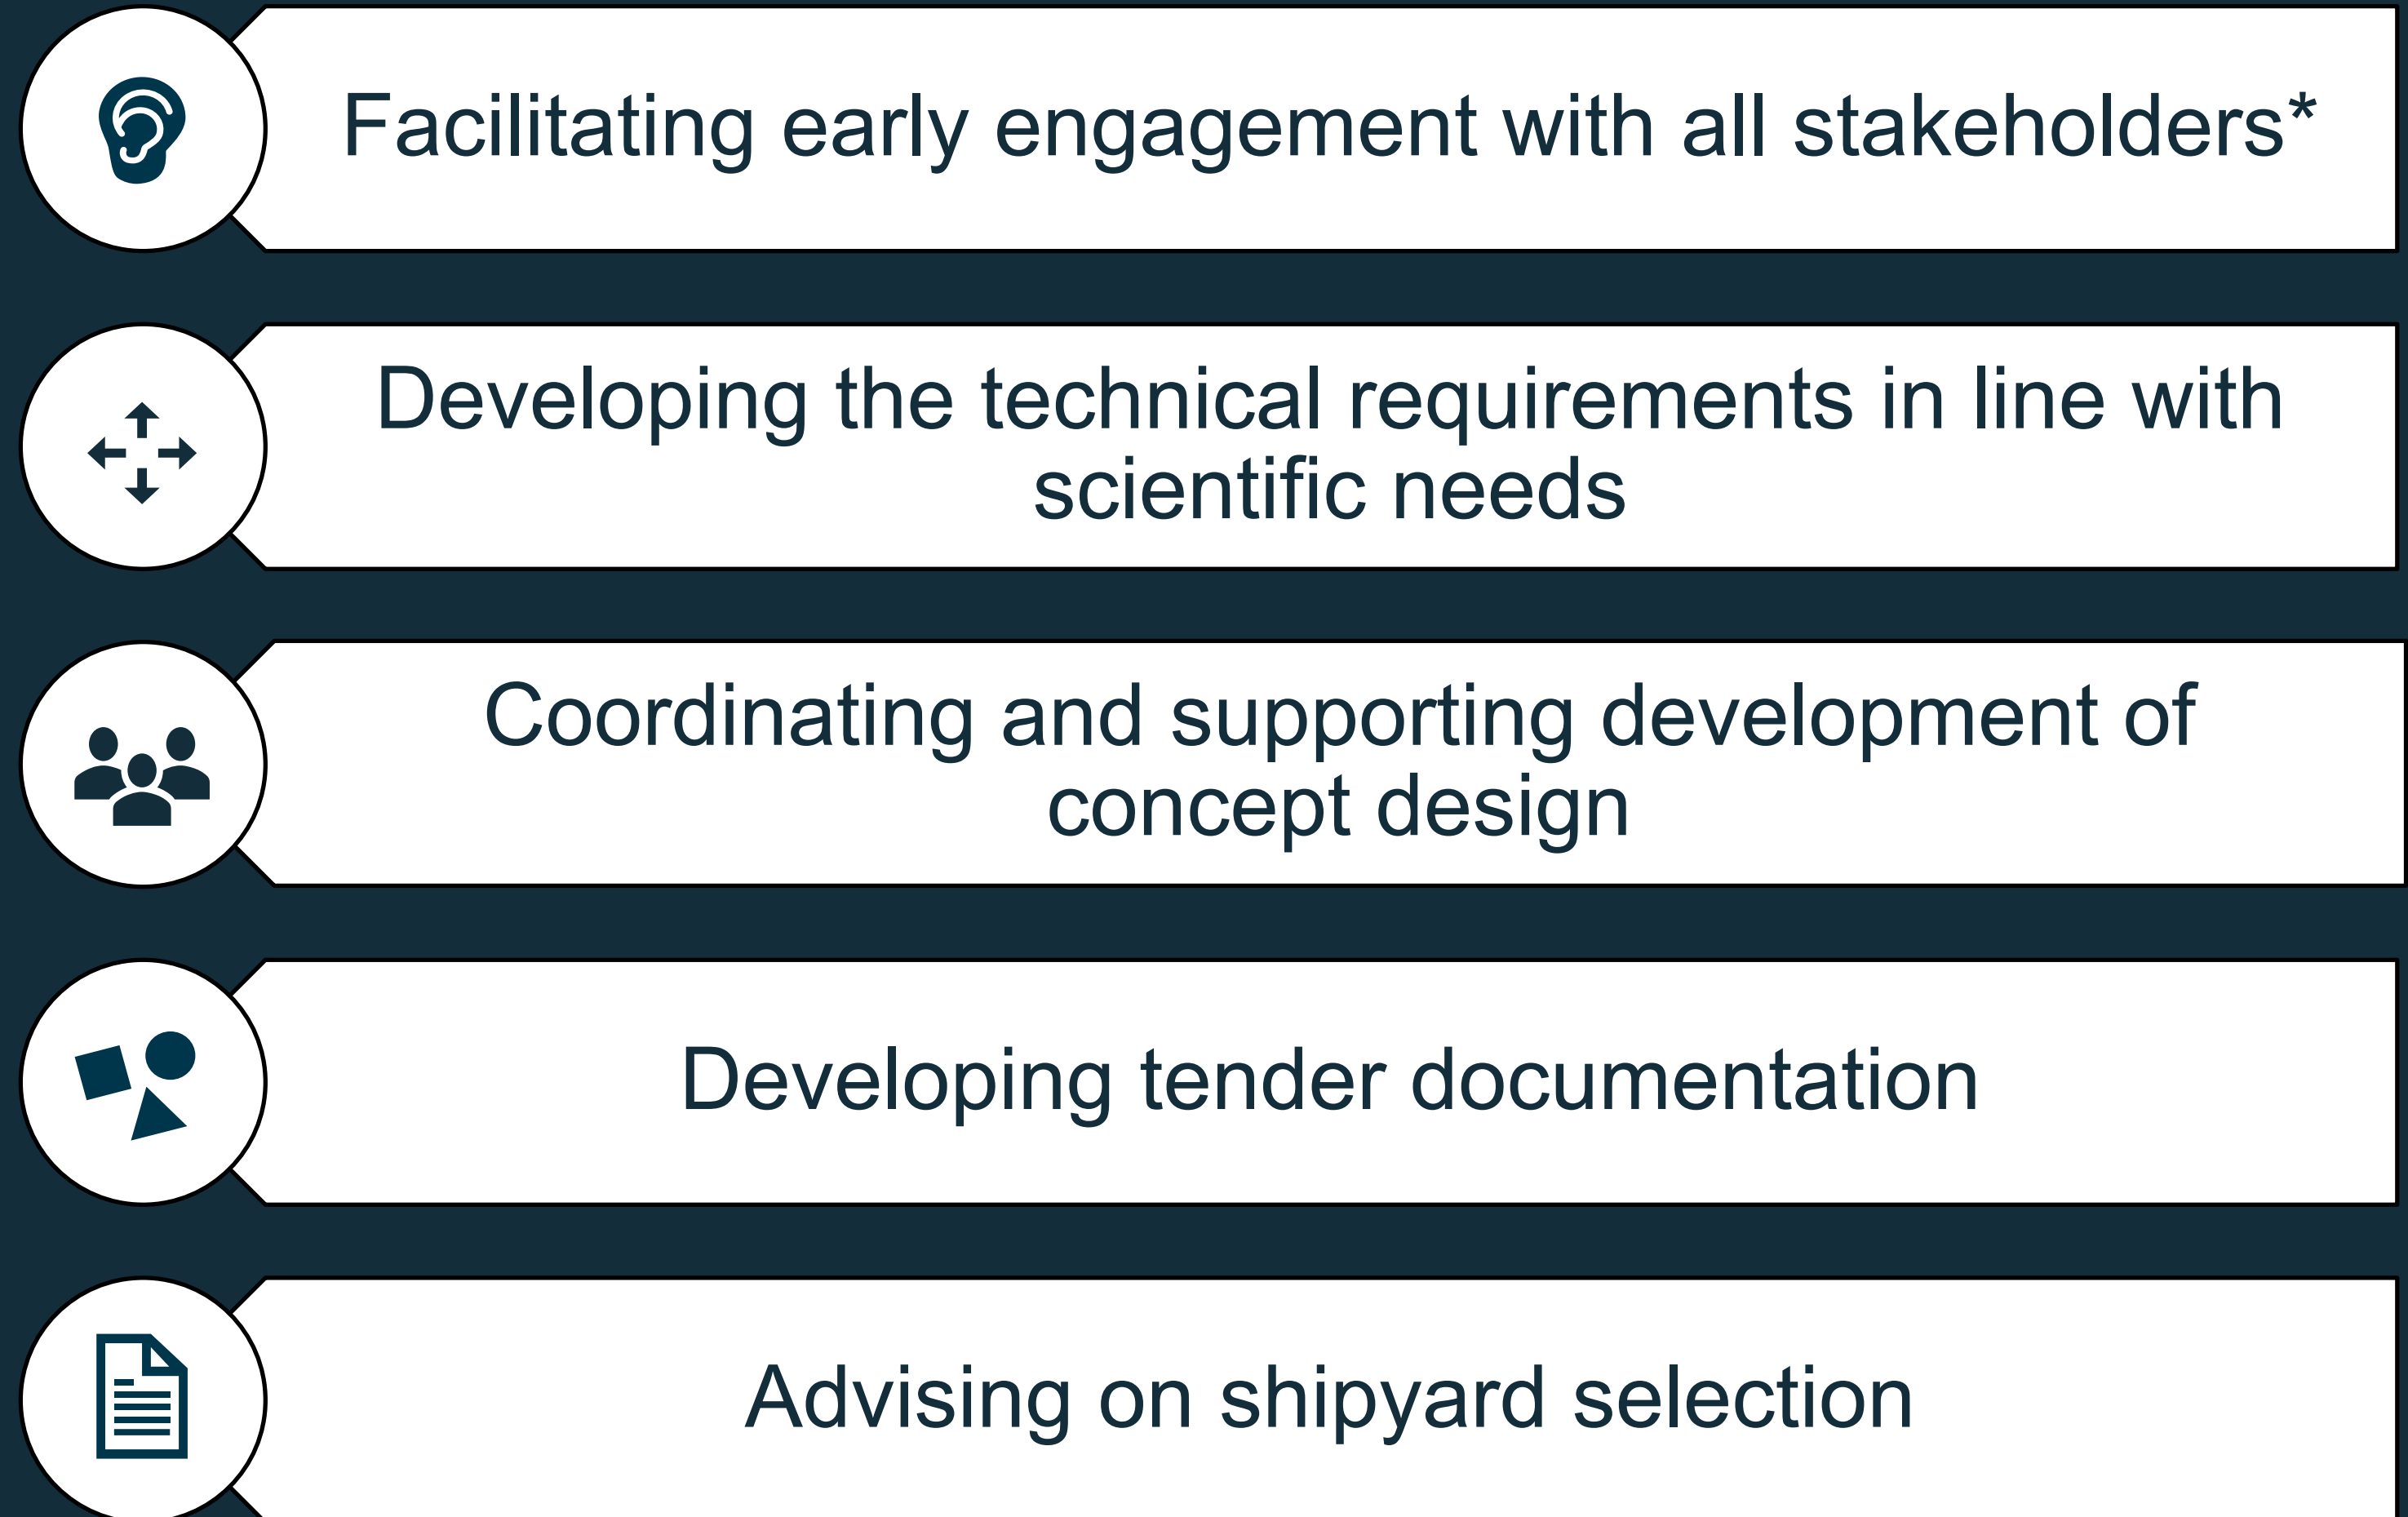 Facilitating early engagement with all stakeholders*
Developing the technical requirements in line with
scientific needs
Coordinating and supporting development of
concept design
Developing tender documentation
Advising on shipyard selection